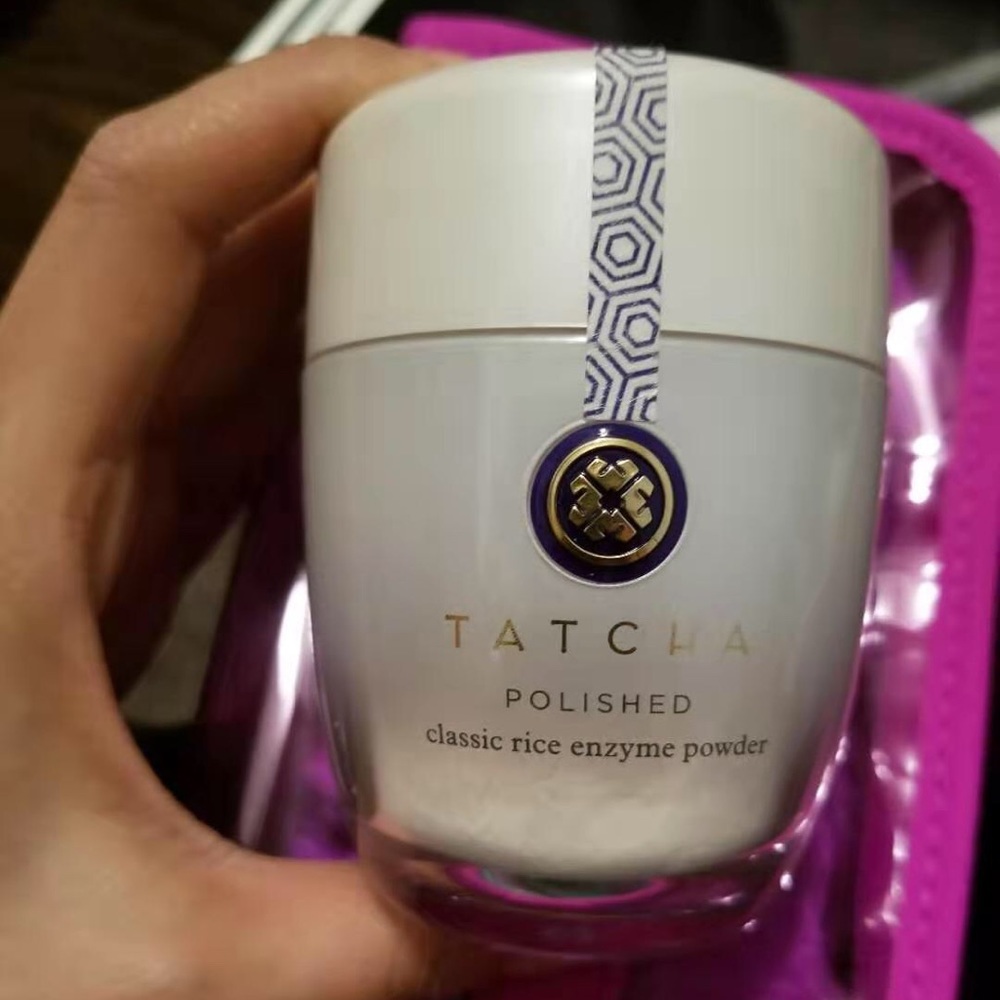 TATCHA
POLISHED
classic rice enzyme powder